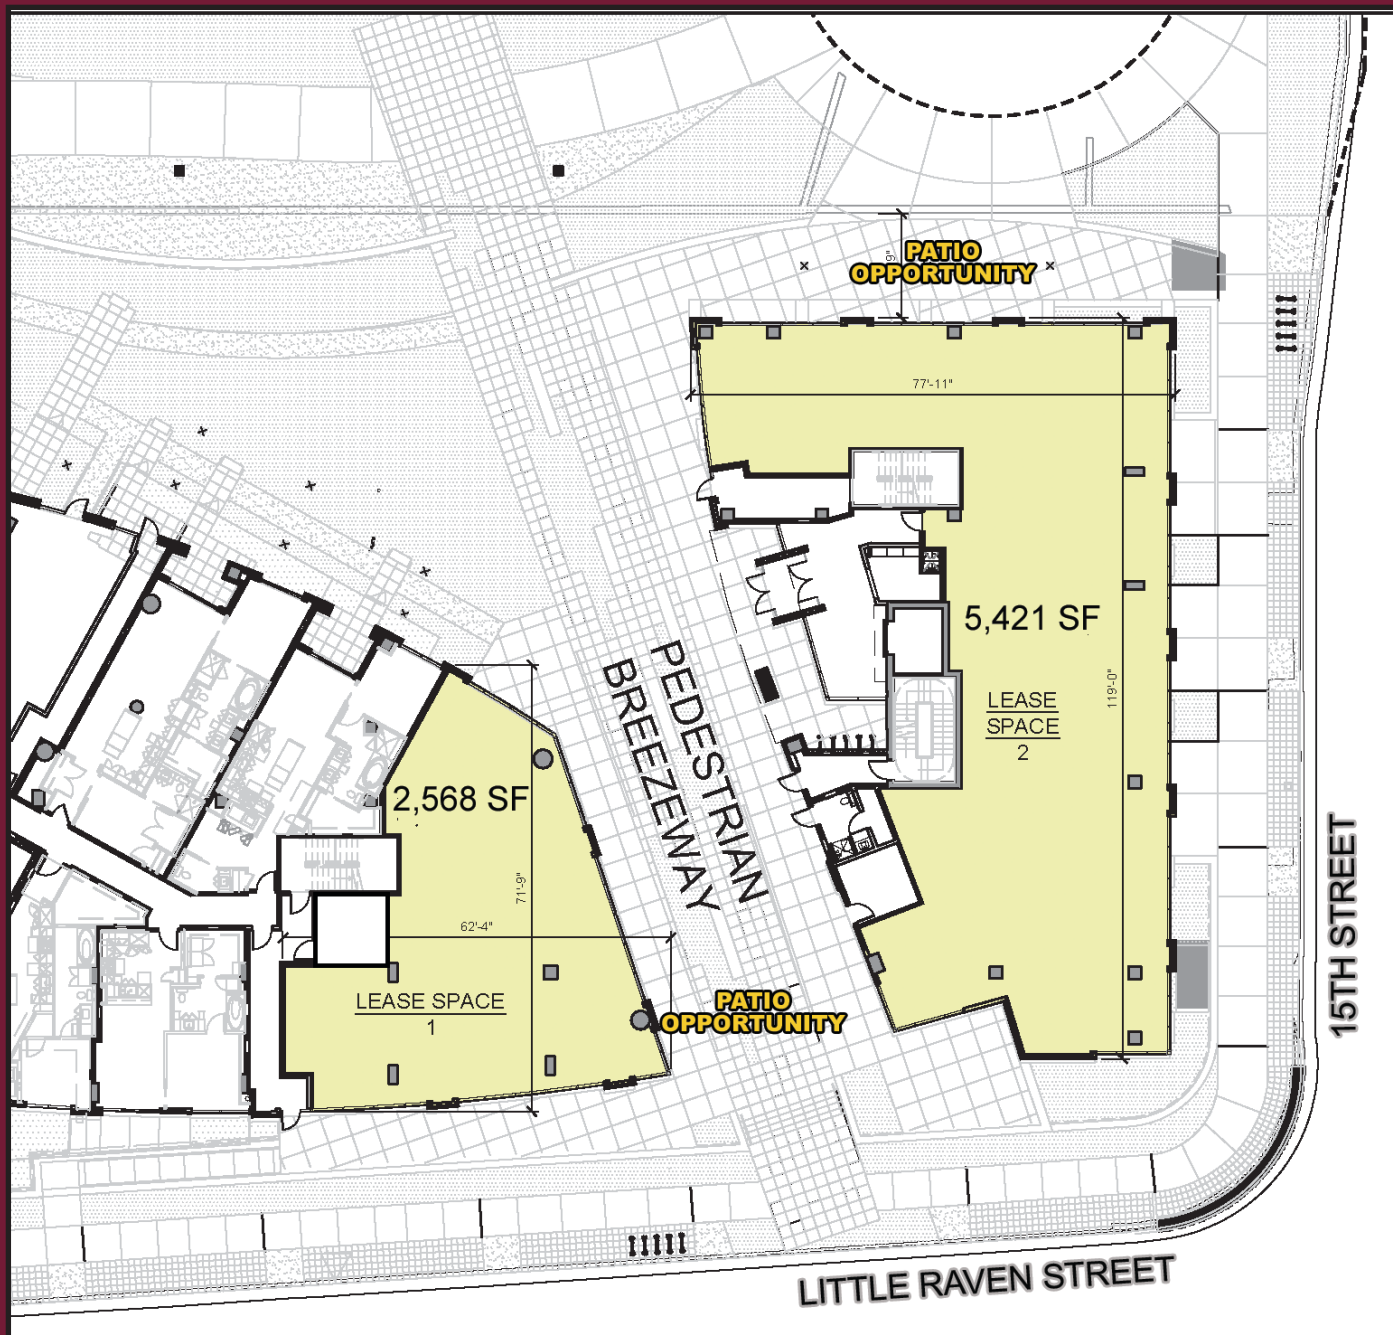 PATIO
OPPORTUNITY
9"
77'-11"
5,421 SF
LEASE
SPACE
2
119'-0"
PEDESTRIAN
BREEZEWAY
2,568 SF
71'-9"
62'-4"
LEASE SPACE
1
PATIO
OPPORTUNITY
15TH STREET
LITTLE RAVEN STREET